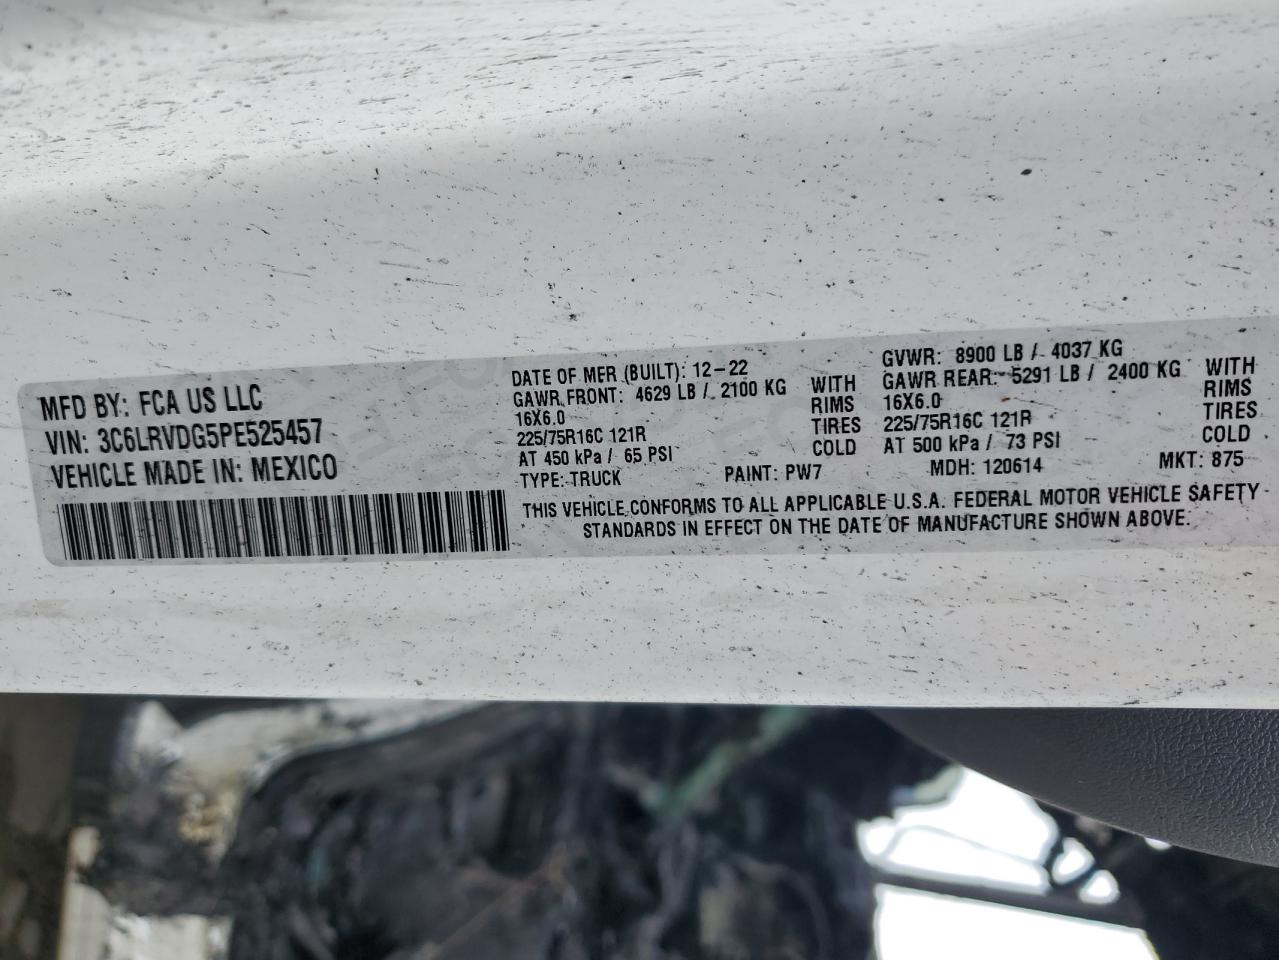 MFD BY: FCA US LLC
VIN: 3C6LRVDG5PE525457
VEHICLE MADE IN: MEXICO
DATE OF MFR (BUILT): 12-22
GAWR FRONT: 4629 LB / 2100 KG WITH
16X6.0 RIMS
225/75R16C 121R TIRES
AT 450 kPa / 65 PSI COLD
TYPE: TRUCK PAINT: PW7
GVWR: 8900 LB / 4037 KG
GAWR REAR: 5291 LB / 2400 KG WITH
16X6.0 RIMS
225/75R16C 121R TIRES
AT 500 kPa / 73 PSI COLD
MDH: 120614 MKT: 875
THIS VEHICLE CONFORMS TO ALL APPLICABLE U.S.A. FEDERAL MOTOR VEHICLE SAFETY
STANDARDS IN EFFECT ON THE DATE OF MANUFACTURE SHOWN ABOVE.